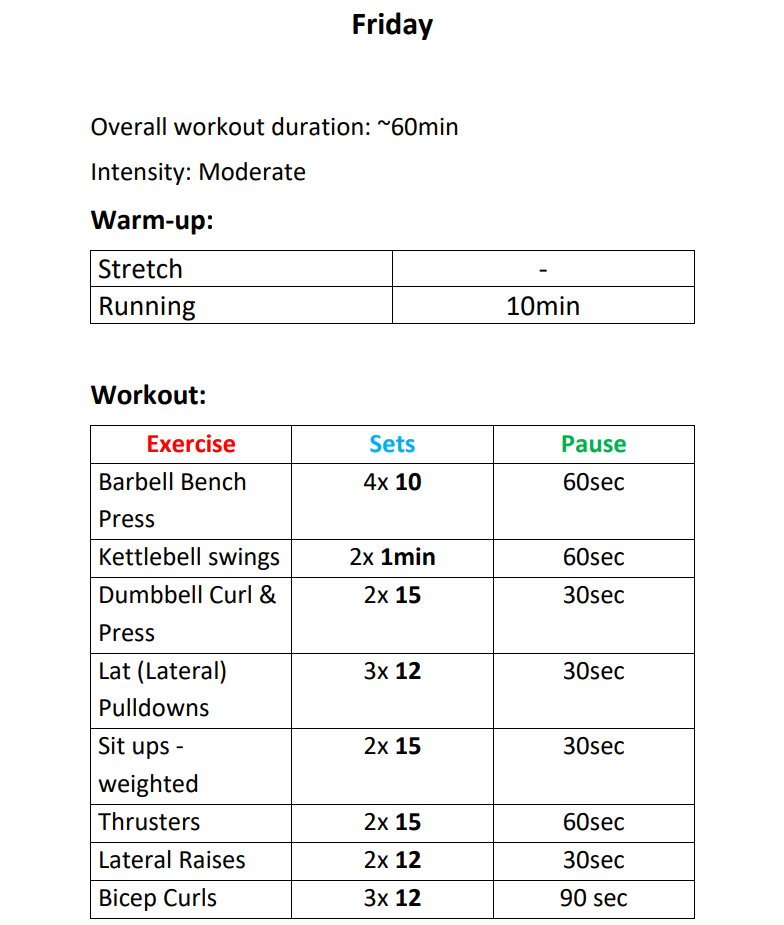 Friday
Overall workout duration: ~60min
Intensity: Moderate
Warm-up:
Stretch -
Running 10min
Workout:
Exercise Sets Pause
Barbell Bench 4x 10 60sec
Press
Kettlebell swings 2x 1min 60sec
Dumbbell Curl & 2x 15 30sec
Press
Lat (Lateral) 3x 12 30sec
Pulldowns
Sit ups - 2x 15 30sec
weighted
Thrusters 2x 15 60sec
Lateral Raises 2x 12 30sec
Bicep Curls 3x 12 90 sec